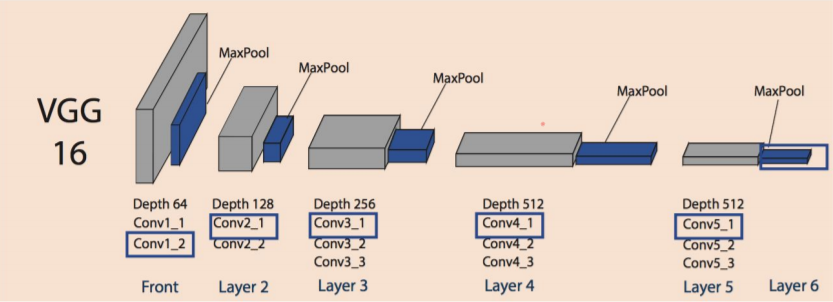 VGG
16
MaxPool
MaxPool
MaxPool
MaxPool
MaxPool
Depth 64
Conv1_1
Conv1_2
Front
Depth 128
Conv2_1
Conv2_2
Layer 2
Depth 256
Conv3_1
Conv3_2
Conv3_3
Layer 3
Depth 512
Conv4_1
Conv4_2
Conv4_3
Layer 4
Depth 512
Conv5_1
Conv5_2
Conv5_3
Layer 5
Layer 6